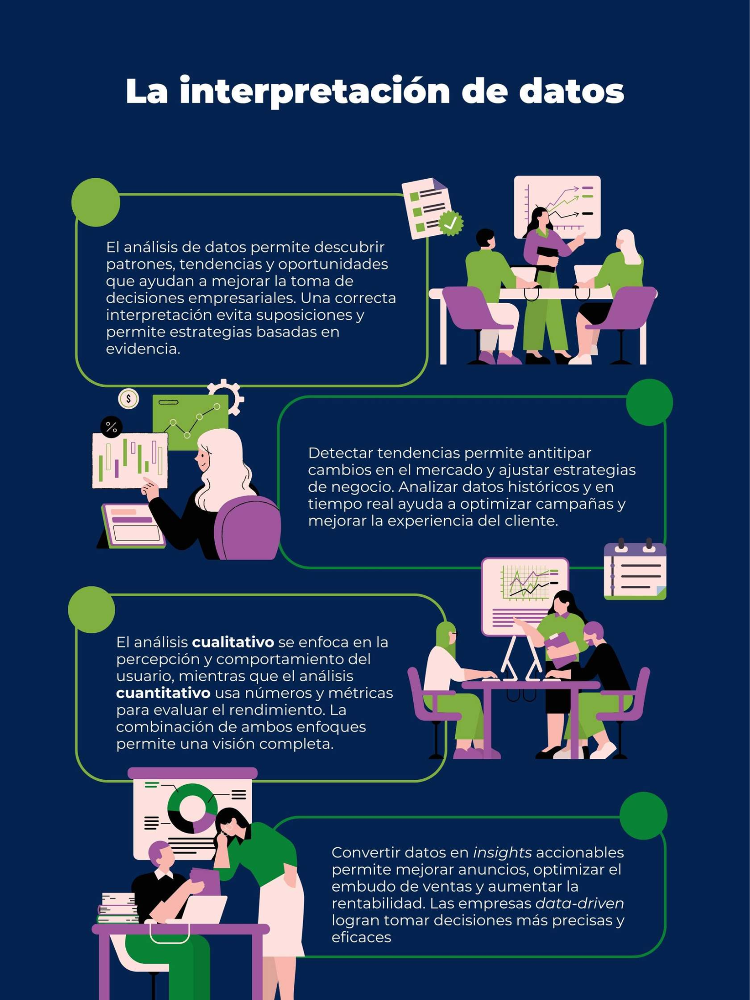 La interpretación de datos
El análisis de datos permite descubrir
patrones, tendencias y oportunidades
que ayudan a mejorar la toma de
decisiones empresariales. Una correcta
interpretación evita suposiciones y
permite estrategias basadas en
evidencia.
$
%
Detectar tendencias permite antitipar
cambios en el mercado y ajustar estrategias
de negocio. Analizar datos históricos y en
tiempo real ayuda a optimizar campañas y
mejorar la experiencia del cliente.
El análisis cualitativo se enfoca en la
percepción y comportamiento del
usuario, mientras que el análisis
cuantitativo usa números y métricas
para evaluar el rendimiento. La
combinación de ambos enfoques
permite una visión completa.
Convertir datos en insights accionables
permite mejorar anuncios, optimizar el
embudo de ventas y aumentar la
rentabilidad. Las empresas data-driven
logran tomar decisiones más precisas y
eficaces